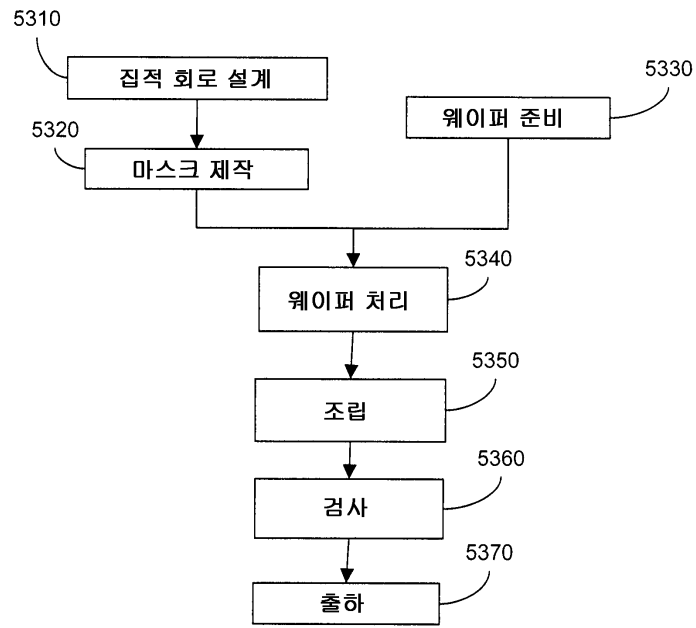 5310
집적 회로 설계
5330
웨이퍼 준비
5320
마스크 제작
5340
웨이퍼 처리
5350
조립
5360
검사
5370
출하